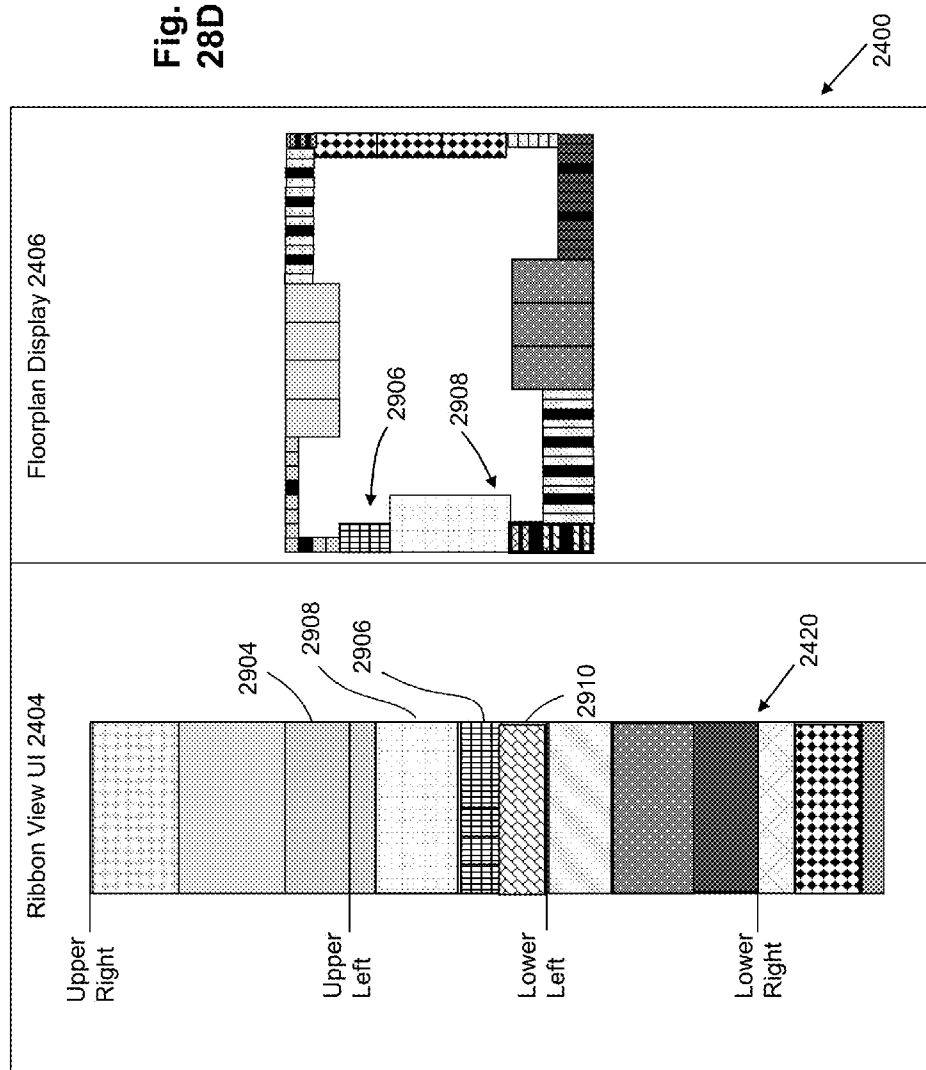 Fig.
28D
Ribbon View UI 2404
Floorplan Display 2406
Upper
Right
Upper
Left
Lower
Left
Lower
Right
2904
2908
2906
2910
2420
2906
2908
2400